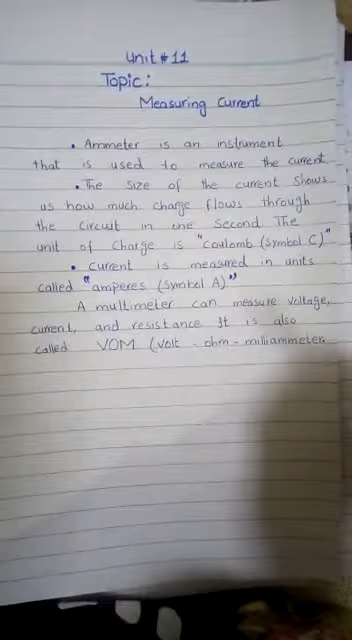 Unit # 11
Topic:
Measuring Current
• Ammeter is an instrument
that is used to measure the current.
• The size of the current shows
us how much charge flows through
the circuit in one second The
unit of charge is "coulomb (symbol C)"
• current is measured in units
called "amperes (symbol A)"
A multimeter can measure voltage,
current, and resistance. It is also
called VOM (volt - ohm - milliammeter.